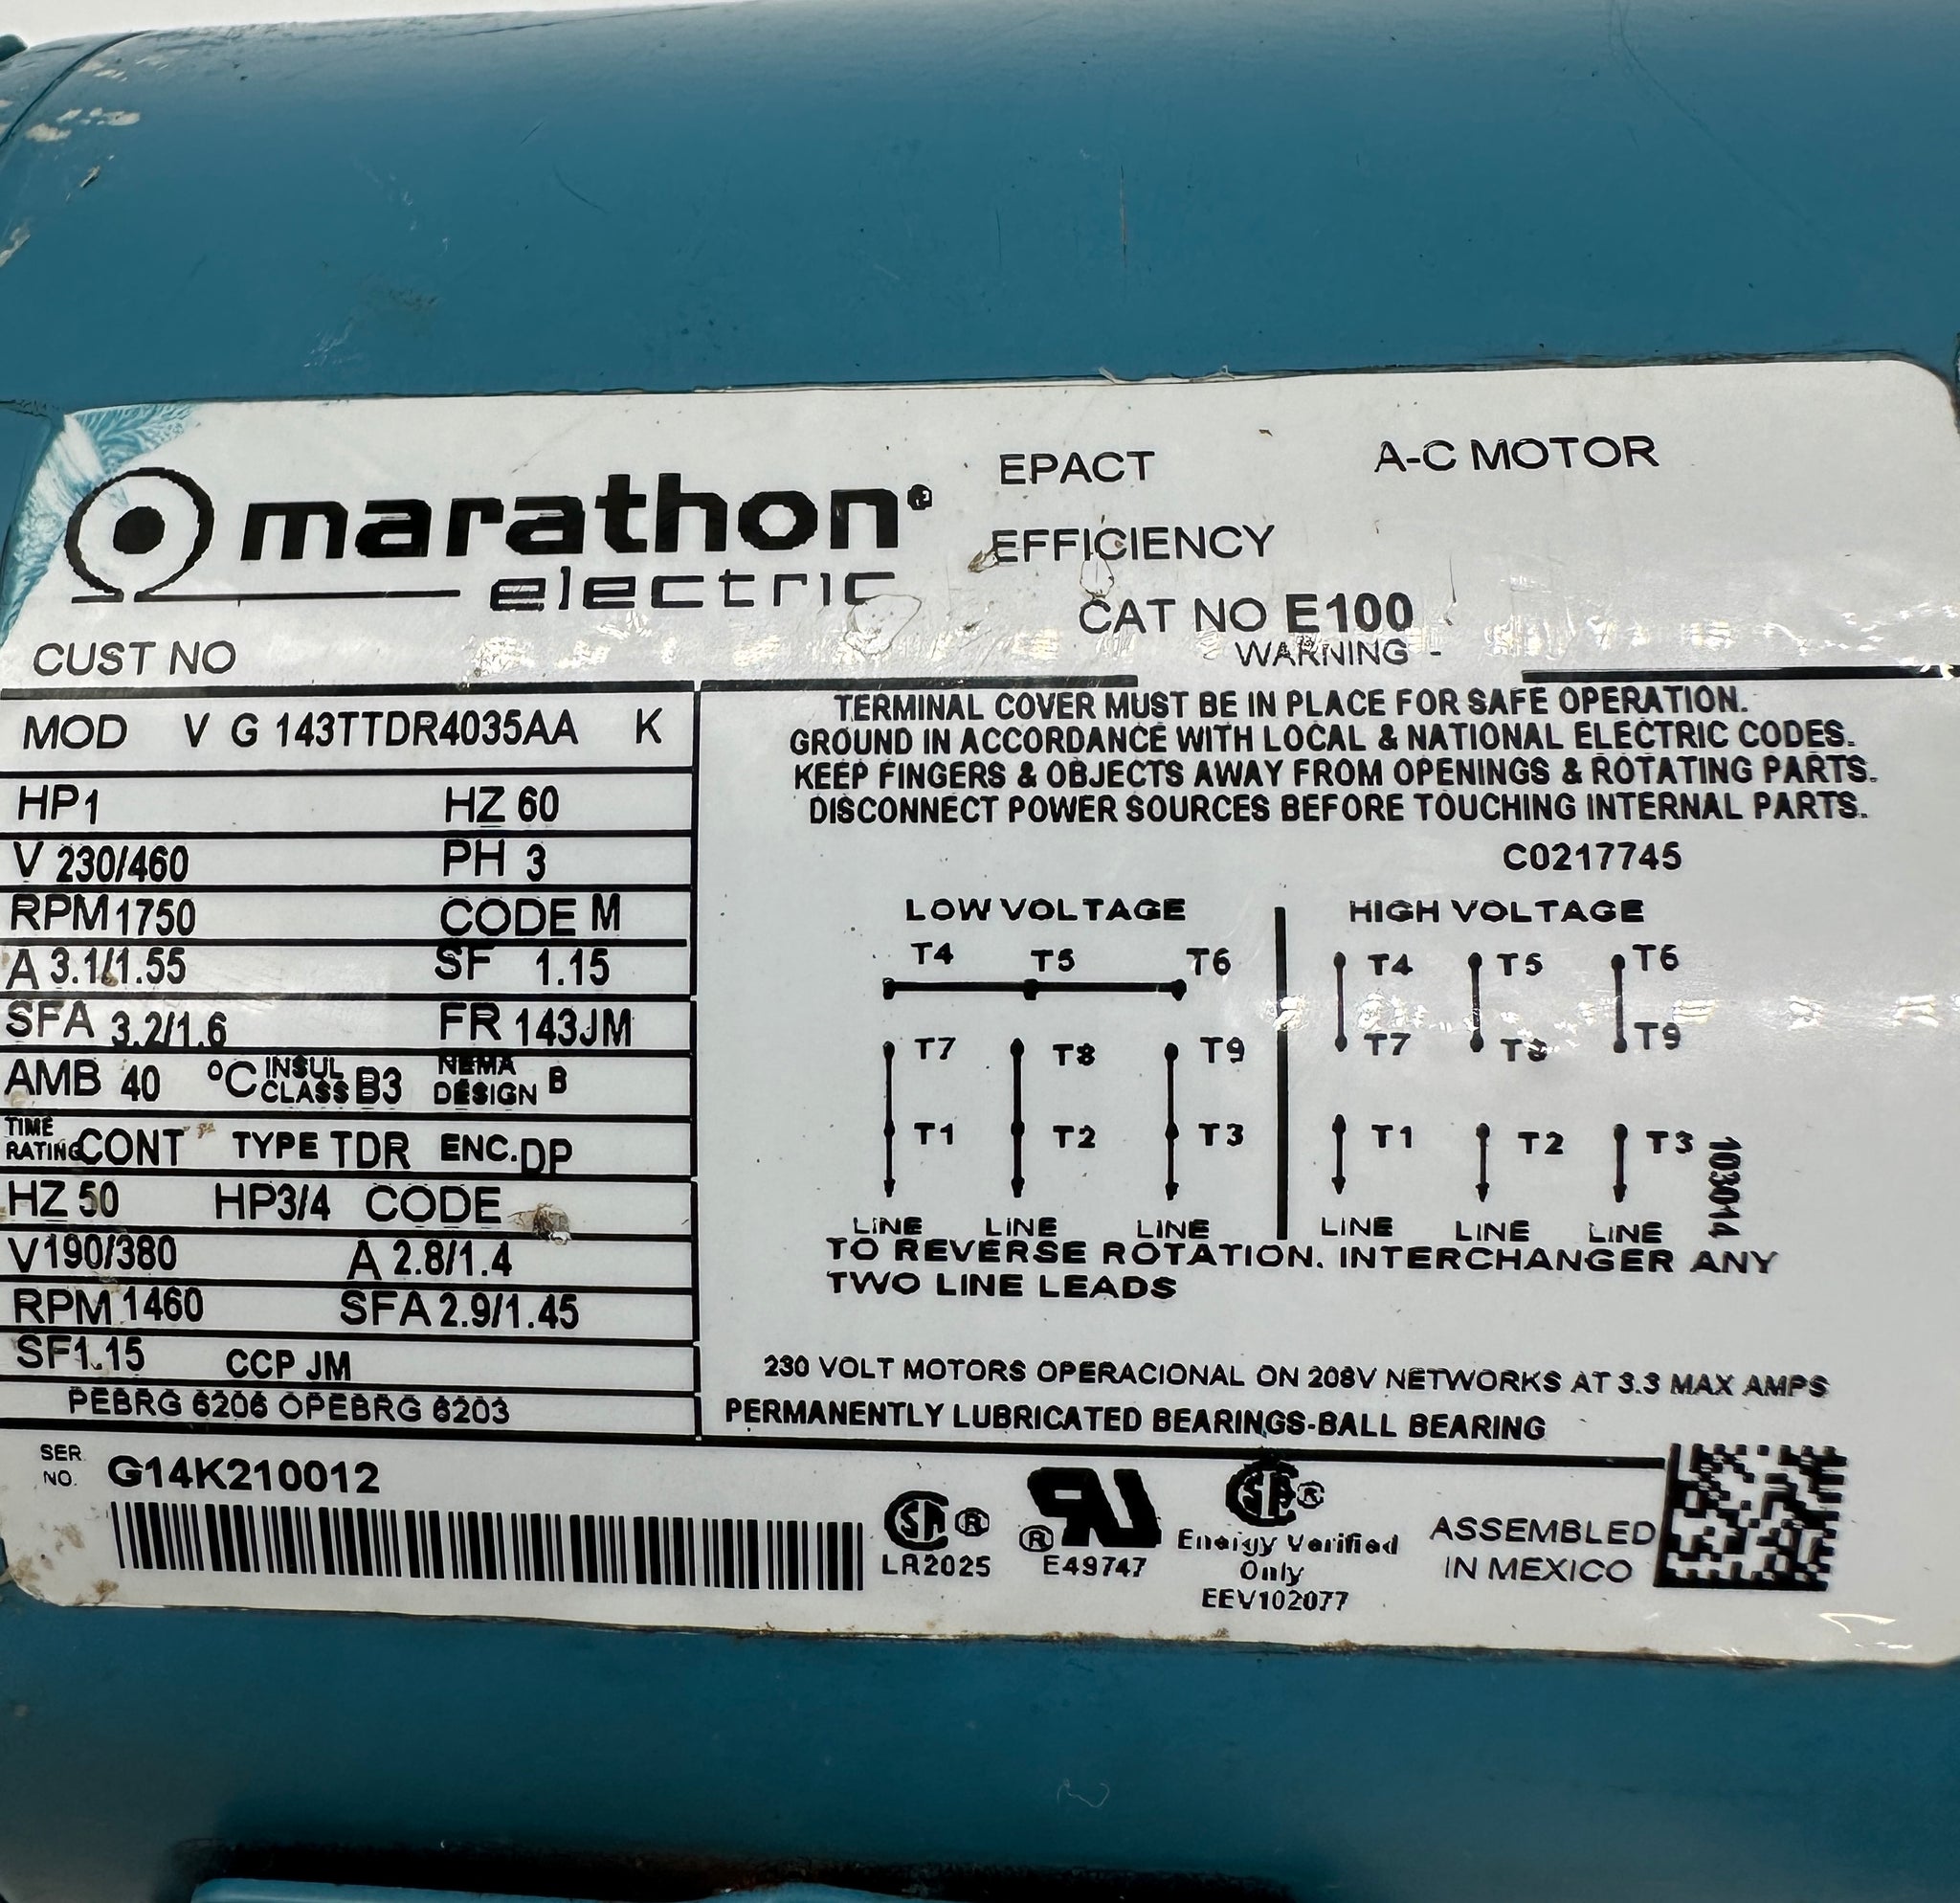 marathon®
electric
EPACT A-C MOTOR
EFFICIENCY
CAT NO E100
CUST NO
WARNING -
MOD V G 143TTDR4035AA K
HP1 HZ 60
V 230/460 PH 3
RPM 1750 CODE M
A 3.1/1.55 SF 1.15
SFA 3.2/1.6 FR 143JM
AMB 40 °C INSUL CLASS B3 NEMA DESIGN B
TIME RATING CONT TYPE TDR ENC. DP
HZ 50 HP3/4 CODE
V190/380 A 2.8/1.4
RPM 1460 SFA 2.9/1.45
SF1.15 CCP JM
PEBRG 6206 OPEBRG 6203
TERMINAL COVER MUST BE IN PLACE FOR SAFE OPERATION.
GROUND IN ACCORDANCE WITH LOCAL & NATIONAL ELECTRIC CODES.
KEEP FINGERS & OBJECTS AWAY FROM OPENINGS & ROTATING PARTS.
DISCONNECT POWER SOURCES BEFORE TOUCHING INTERNAL PARTS.
C0217745
LOW VOLTAGE
T4 T5 T6
T7 T8 T9
T1 T2 T3
LINE LINE LINE
HIGH VOLTAGE
T4 T5 T6
T7 T8 T9
T1 T2 T3
LINE LINE LINE
103014
TO REVERSE ROTATION. INTERCHANGER ANY
TWO LINE LEADS
230 VOLT MOTORS OPERACIONAL ON 208V NETWORKS AT 3.3 MAX AMPS
PERMANENTLY LUBRICATED BEARINGS-BALL BEARING
SER. NO. G14K210012
SA ®
LR2025
® UR
E49747
SA ®
Energy Verified
Only
EEV102077
ASSEMBLED
IN MEXICO